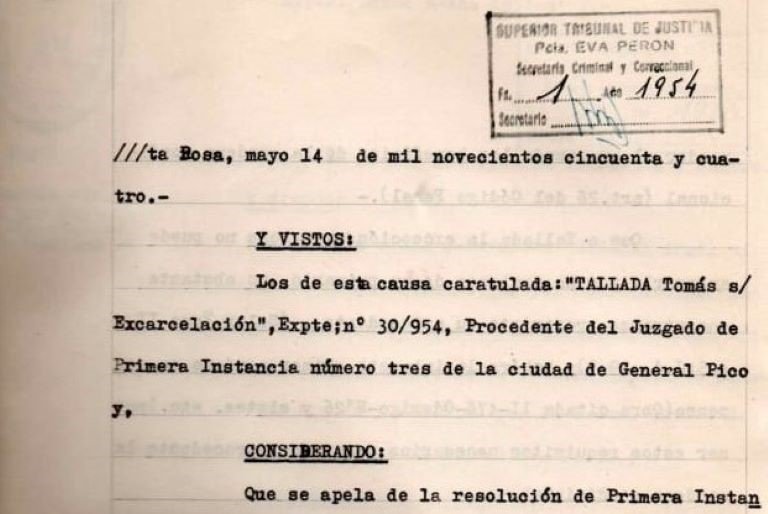 SUPERIOR TRIBUNAL DE JUSTICIA
Pcia. EVA PERON
Secretaría Criminal y Correccional
Fs. 1 Año 1954
Secretario
///ta Rosa, mayo 14 de mil novecientos cincuenta y cua-
tro.-
Y VISTOS:
Los de esta causa caratulada:"TALLADA Tomás s/
Excarcelación",Expte;nº 30/954, Procedente del Juzgado de
Primera Instancia número tres de la ciudad de General Pico
y,
CONSIDERANDO:
Que se apela de la resolución de Primera Instan